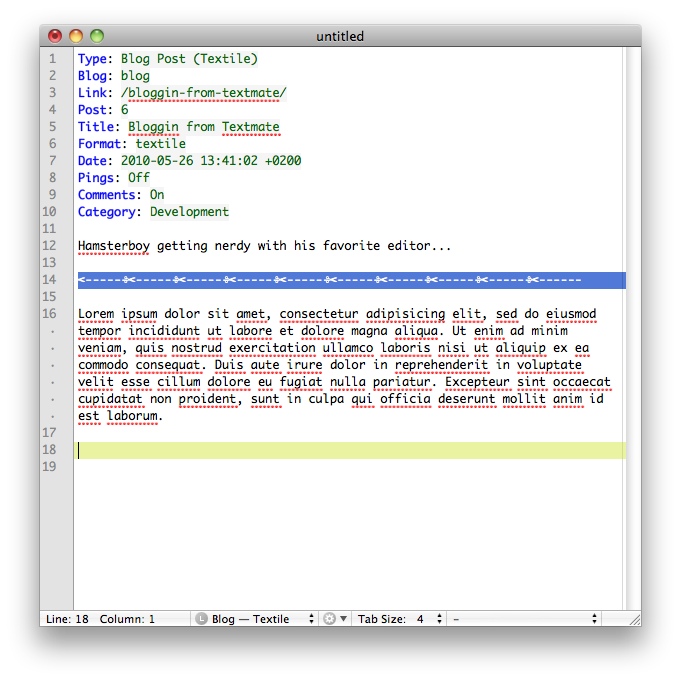 untitled
1 Type: Blog Post (Textile)
2 Blog: blog
3 Link: /bloggin-from-textmate/
4 Post: 6
5 Title: Bloggin from Textmate
6 Format: textile
7 Date: 2010-05-26 13:41:02 +0200
8 Pings: Off
9 Comments: On
10 Category: Development
11
12 Hamsterboy getting nerdy with his favorite editor...
13
14 <-----✄-----✄-----✄-----✄-----✄-----✄-----✄-----✄-----✄------
15
16 Lorem ipsum dolor sit amet, consectetur adipisicing elit, sed do eiusmod
· tempor incididunt ut labore et dolore magna aliqua. Ut enim ad minim
· veniam, quis nostrud exercitation ullamco laboris nisi ut aliquip ex ea
· commodo consequat. Duis aute irure dolor in reprehenderit in voluptate
· velit esse cillum dolore eu fugiat nulla pariatur. Excepteur sint occaecat
· cupidatat non proident, sunt in culpa qui officia deserunt mollit anim id
· est laborum.
17
18
19
Line: 18 Column: 1 L Blog — Textile Tab Size: 4 –